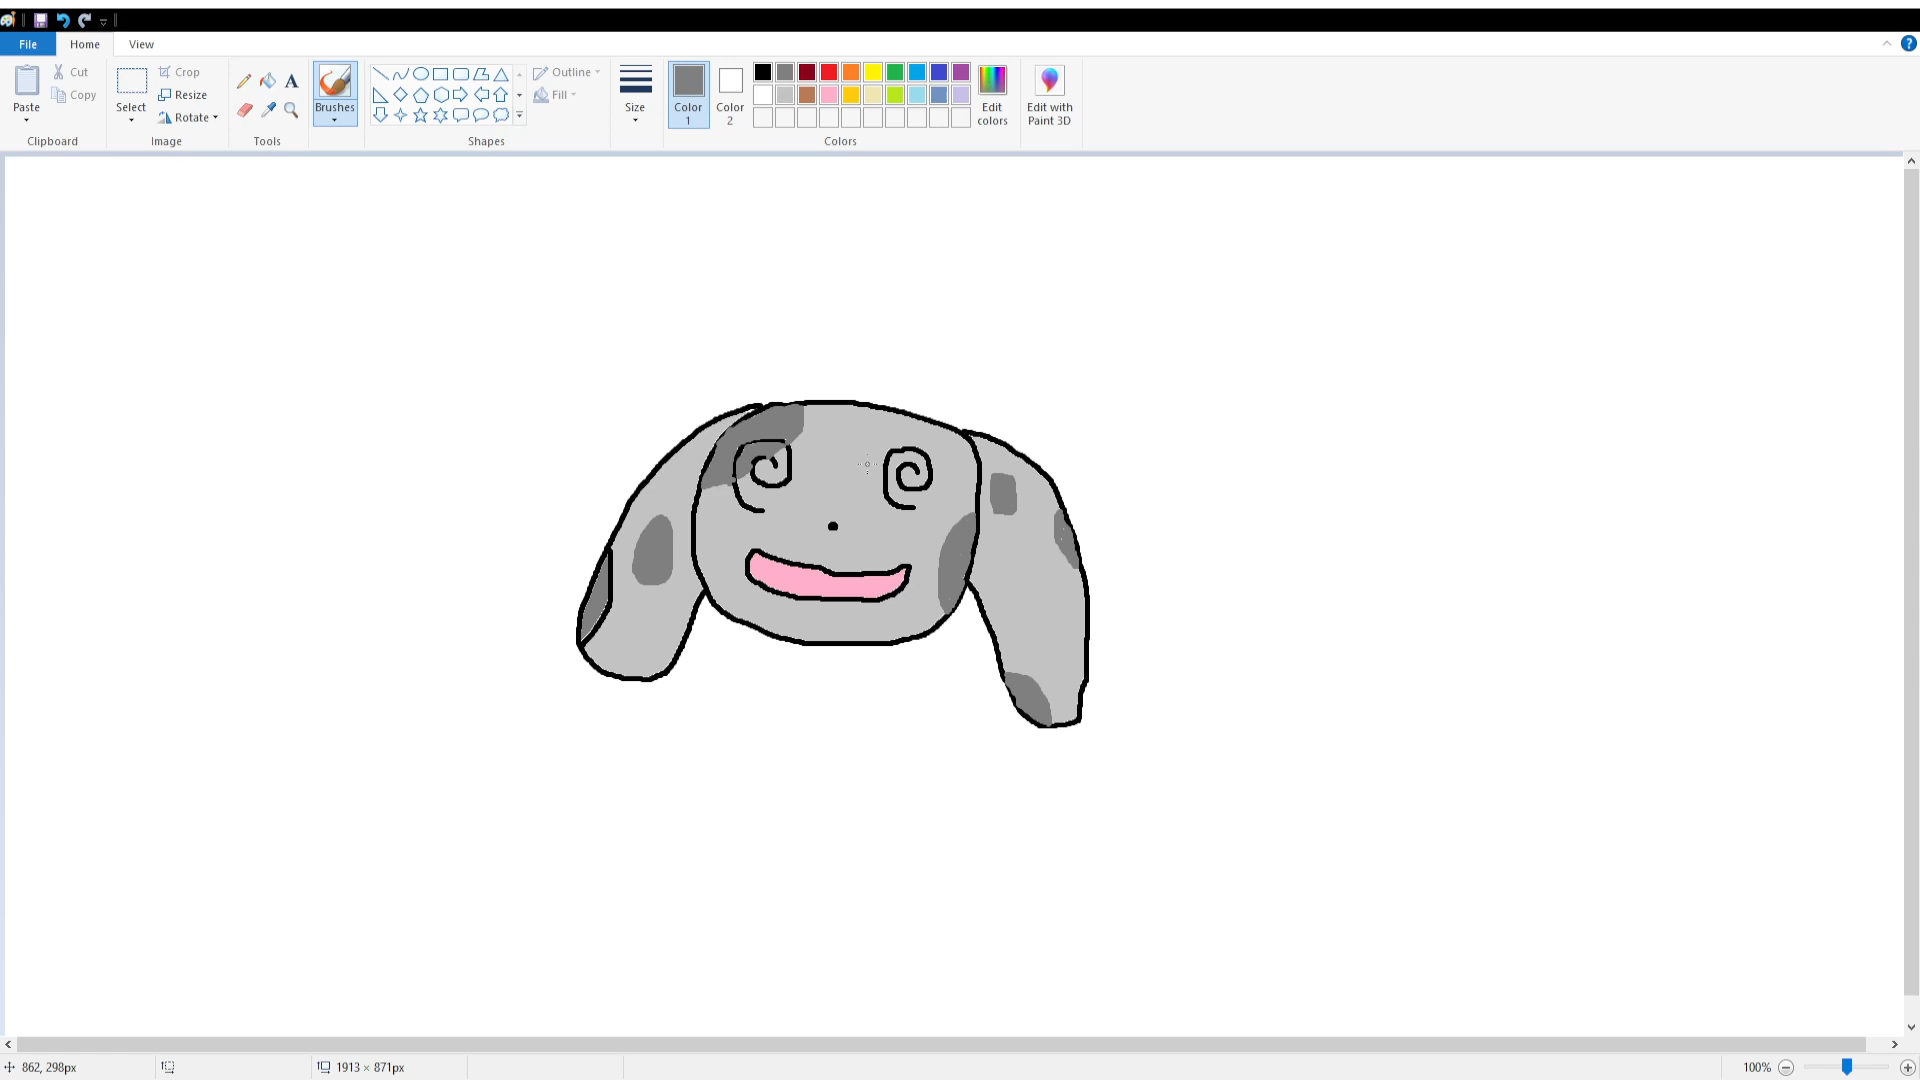 File Home View
Cut Crop Outline
Copy Resize Fill
Paste Select Rotate Brushes Size Color 1 Color 2 Edit colors Edit with Paint 3D
Clipboard Image Tools Shapes Colors
862, 298px 1913 × 871px 100%